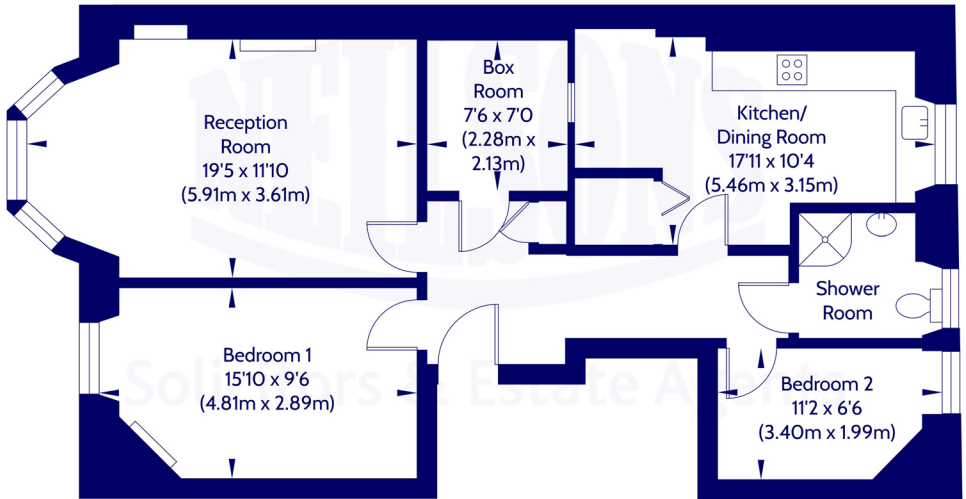 Reception
Room
19'5 x 11'10
(5.91m x 3.61m)
Box
Room
7'6 x 7'0
(2.28m x
2.13m)
Kitchen/
Dining Room
17'11 x 10'4
(5.46m x 3.15m)
Shower
Room
Bedroom 1
15'10 x 9'6
(4.81m x 2.89m)
Bedroom 2
11'2 x 6'6
(3.40m x 1.99m)
NELSONS
Solicitors & Estate Agents